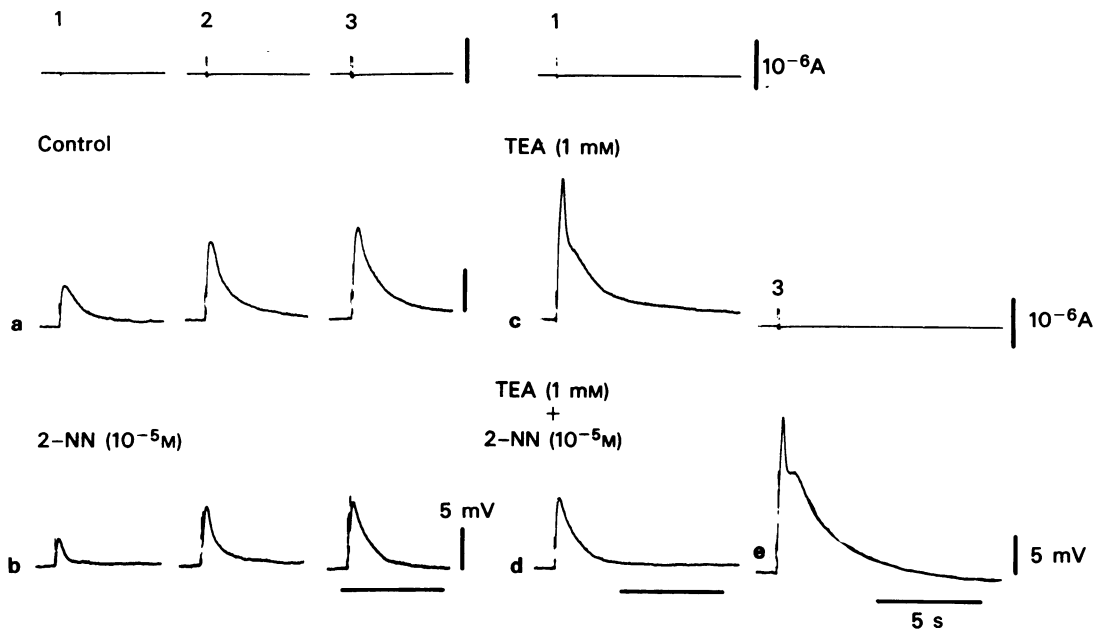 1 2 3 1
10⁻⁶A
Control
TEA (1 mM)
a
c
3
10⁻⁶A
TEA (1 mM)
+
2-NN (10⁻⁵M)
2-NN (10⁻⁵M)
5 mV
b
d
e
5 mV
5 s